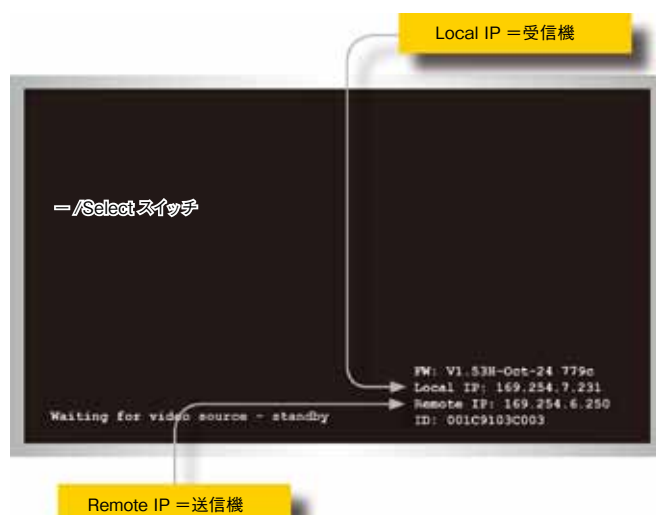 Local IP ＝受信機
ー/Select スイッチ
FW: V1.53H-Oct-24 779c
Local IP: 169.254.7.231
Remote IP: 169.254.6.250
Waiting for video source - standby
ID: 001C9103C003
Remote IP ＝送信機